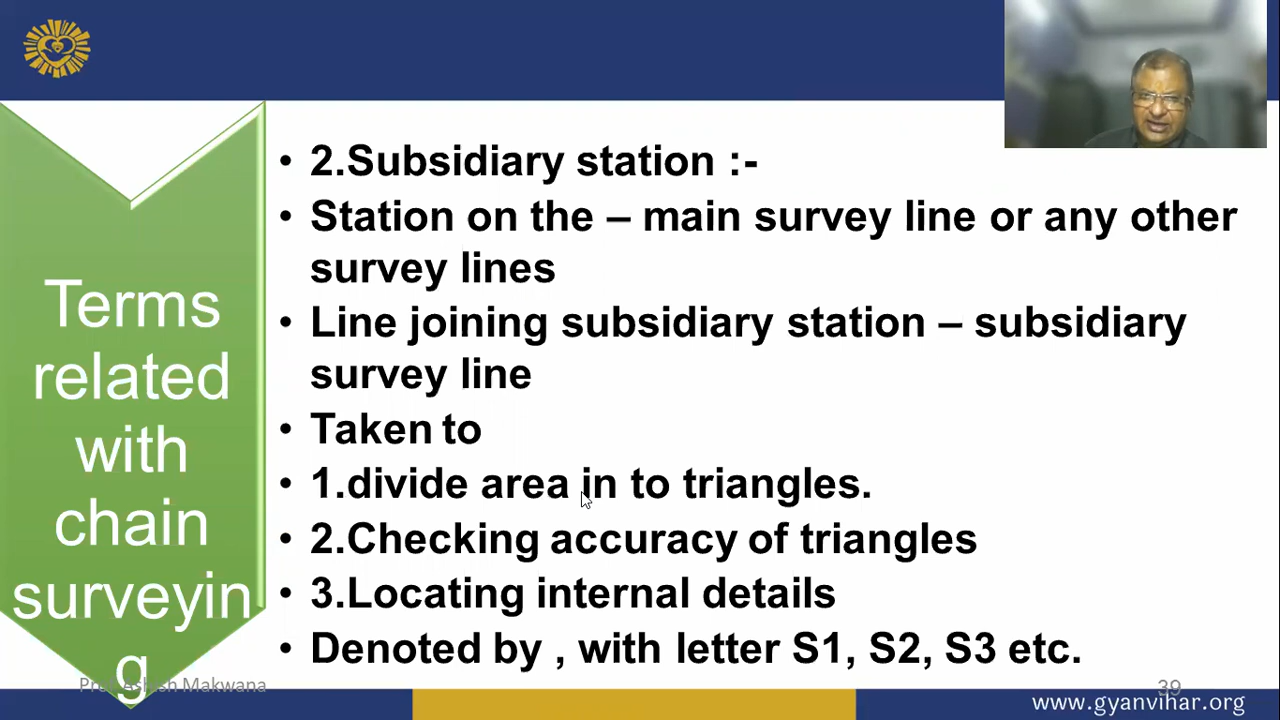 • 2.Subsidiary station :-
• Station on the – main survey line or any other
survey lines
• Line joining subsidiary station – subsidiary
survey line
• Taken to
• 1.divide area in to triangles.
• 2.Checking accuracy of triangles
• 3.Locating internal details
• Denoted by , with letter S1, S2, S3 etc.
Terms
related
with
chain
surveyin
g
Makwana
39
www.gyanvihar.org